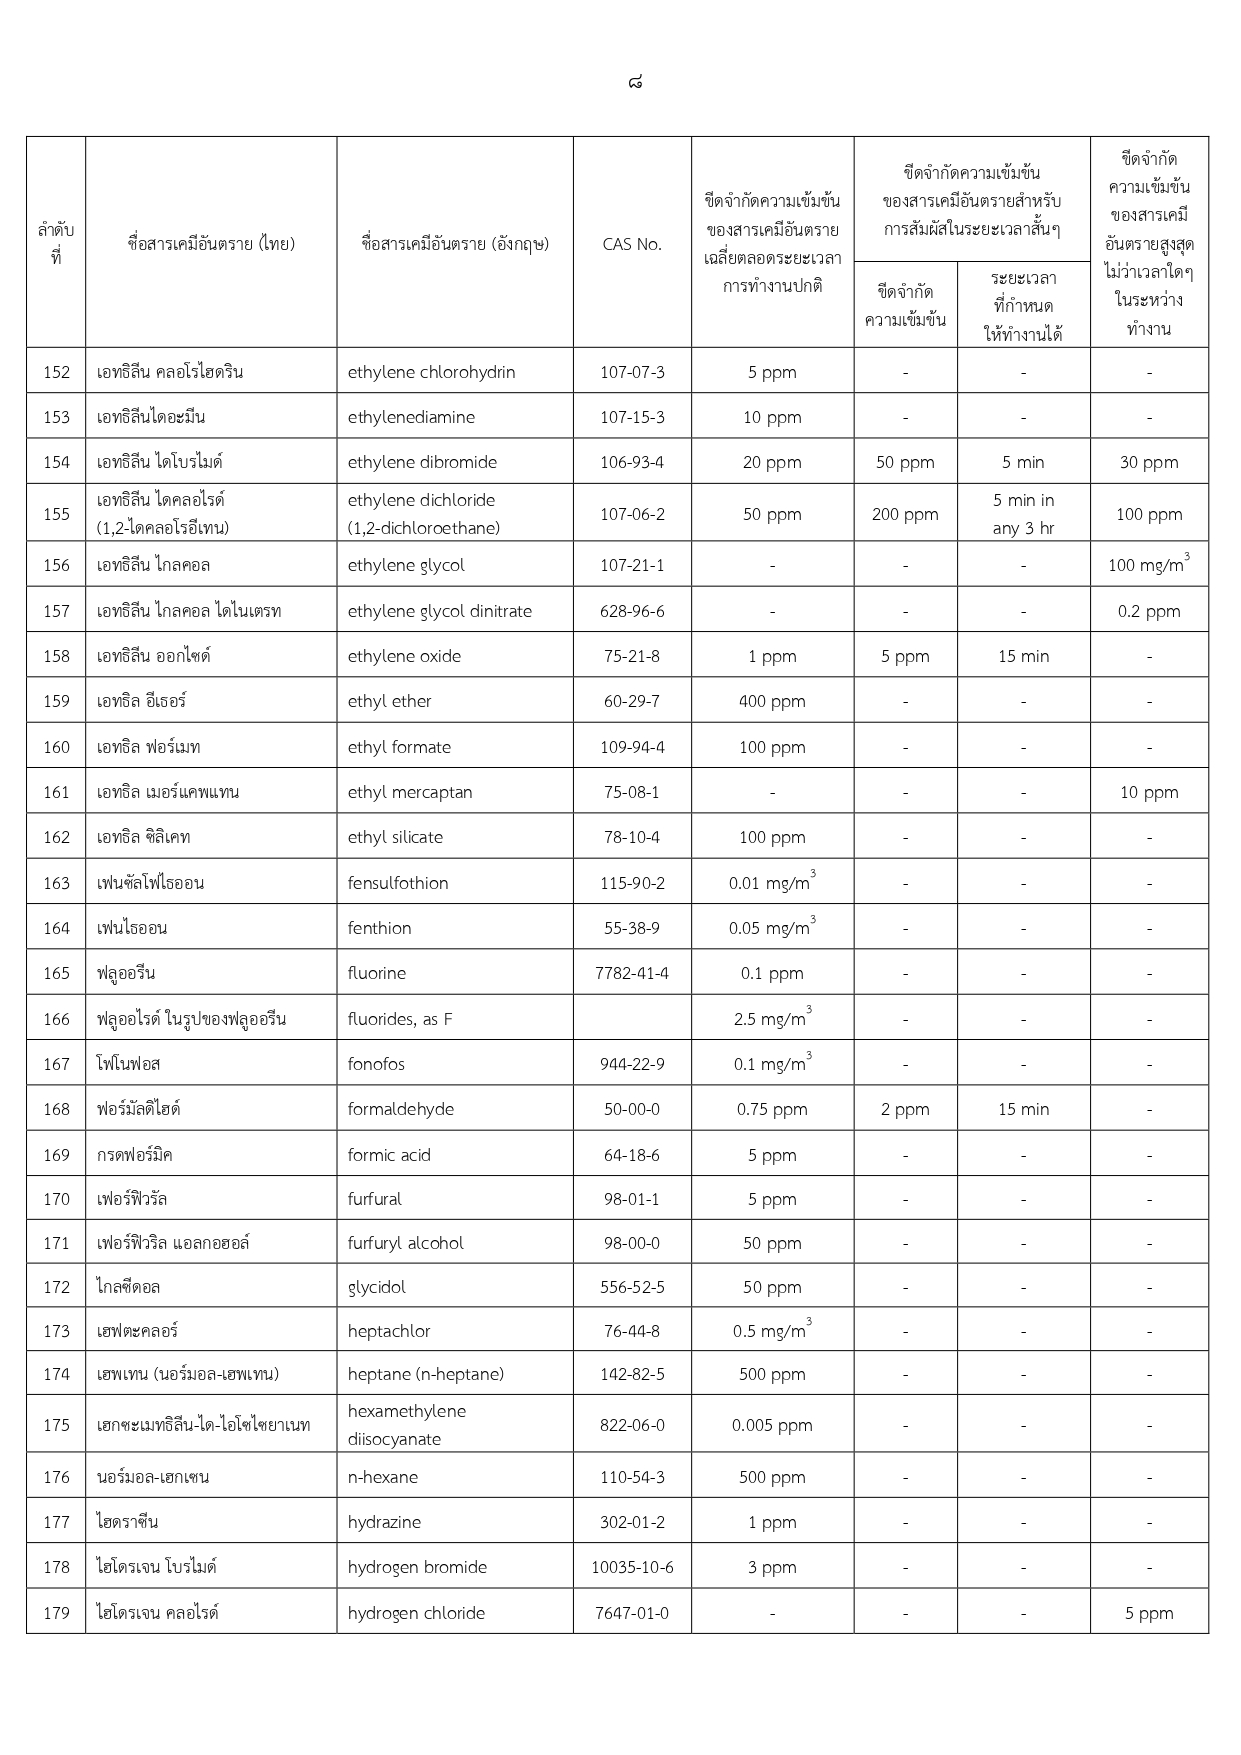 ๘
ลำดับ
ที่
ชื่อสารเคมีอันตราย (ไทย)
ชื่อสารเคมีอันตราย (อังกฤษ)
CAS No.
ขีดจำกัดความเข้มข้น
ของสารเคมีอันตราย
เฉลี่ยตลอดระยะเวลา
การทำงานปกติ
ขีดจำกัดความเข้มข้น
ของสารเคมีอันตรายสำหรับ
การสัมผัสในระยะเวลาสั้นๆ
ขีดจำกัด
ความเข้มข้น
ระยะเวลา
ที่กำหนด
ให้ทำงานได้
ขีดจำกัด
ความเข้มข้น
ของสารเคมี
อันตรายสูงสุด
ไม่ว่าเวลาใดๆ
ในระหว่าง
ทำงาน
152 เอทธิลีน คลอโรไฮดริน ethylene chlorohydrin 107-07-3 5 ppm - - -
153 เอทธิลีนไดอะมีน ethylenediamine 107-15-3 10 ppm - - -
154 เอทธิลีน ไดโบรไมด์ ethylene dibromide 106-93-4 20 ppm 50 ppm 5 min 30 ppm
155 เอทธิลีน ไดคลอไรด์ ethylene dichloride 107-06-2 50 ppm 200 ppm 5 min in 100 ppm
(1,2-ไดคลอโรอีเทน) (1,2-dichloroethane) any 3 hr
156 เอทธิลีน ไกลคอล ethylene glycol 107-21-1 - - - 100 mg/m³
157 เอทธิลีน ไกลคอล ไดไนเตรท ethylene glycol dinitrate 628-96-6 - - - 0.2 ppm
158 เอทธิลีน ออกไซด์ ethylene oxide 75-21-8 1 ppm 5 ppm 15 min -
159 เอทธิล อีเธอร์ ethyl ether 60-29-7 400 ppm - - -
160 เอทธิล ฟอร์เมท ethyl formate 109-94-4 100 ppm - - -
161 เอทธิล เมอร์แคพแทน ethyl mercaptan 75-08-1 - - - 10 ppm
162 เอทธิล ซิลิเคท ethyl silicate 78-10-4 100 ppm - - -
163 เฟนซัลโฟไธออน fensulfothion 115-90-2 0.01 mg/m³ - - -
164 เฟนไธออน fenthion 55-38-9 0.05 mg/m³ - - -
165 ฟลูออรีน fluorine 7782-41-4 0.1 ppm - - -
166 ฟลูออไรด์ ในรูปของฟลูออรีน fluorides, as F 2.5 mg/m³ - - -
167 โฟโนฟอส fonofos 944-22-9 0.1 mg/m³ - - -
168 ฟอร์มัลดิไฮด์ formaldehyde 50-00-0 0.75 ppm 2 ppm 15 min -
169 กรดฟอร์มิค formic acid 64-18-6 5 ppm - - -
170 เฟอร์ฟิวรัล furfural 98-01-1 5 ppm - - -
171 เฟอร์ฟิวริล แอลกอฮอล์ furfuryl alcohol 98-00-0 50 ppm - - -
172 ไกลซีดอล glycidol 556-52-5 50 ppm - - -
173 เฮฟตะคลอร์ heptachlor 76-44-8 0.5 mg/m³ - - -
174 เฮพเทน (นอร์มอล-เฮพเทน) heptane (n-heptane) 142-82-5 500 ppm - - -
175 เฮกซะเมทธิลีน-ได-ไอโซไซยาเนท hexamethylene 822-06-0 0.005 ppm - - -
diisocyanate
176 นอร์มอล-เฮกเซน n-hexane 110-54-3 500 ppm - - -
177 ไฮดราซีน hydrazine 302-01-2 1 ppm - - -
178 ไฮโดรเจน โบรไมด์ hydrogen bromide 10035-10-6 3 ppm - - -
179 ไฮโดรเจน คลอไรด์ hydrogen chloride 7647-01-0 - - - 5 ppm